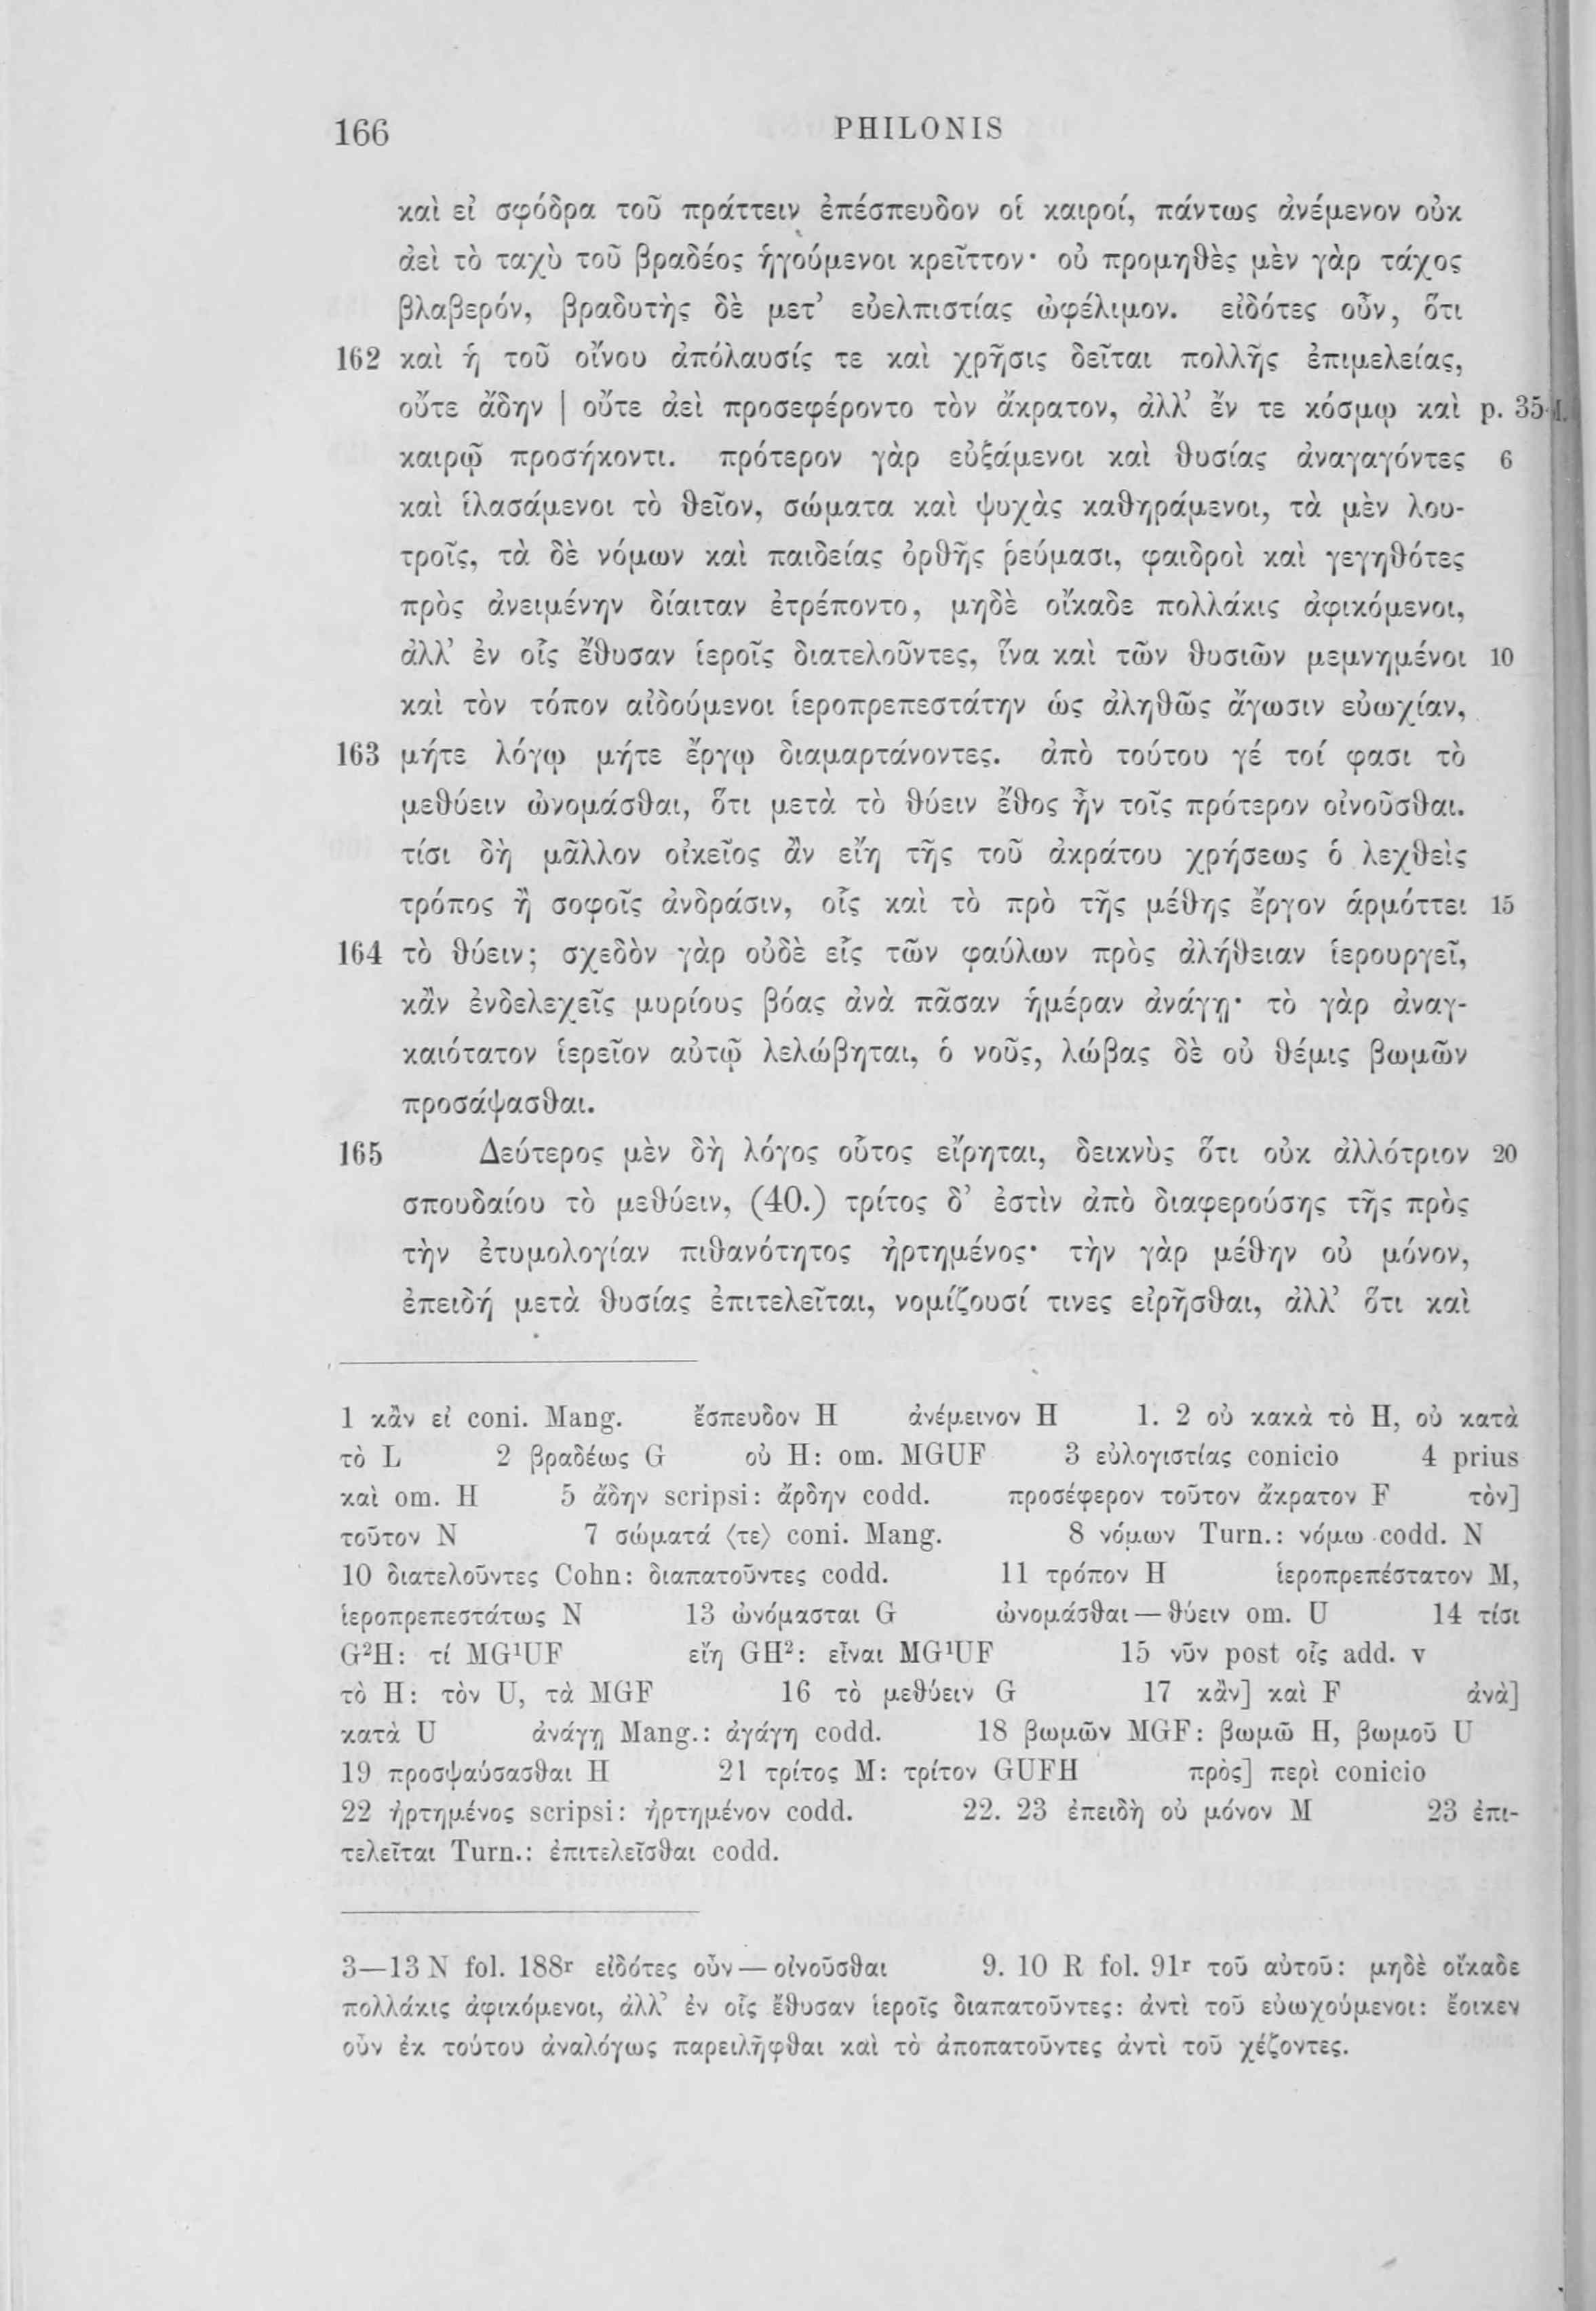 166 PHILONIS
καὶ εἰ σφόδρα τοῦ πράττειν ἐπέσπευδον οἱ καιροί, πάντως ἀνέμενον οὐκ
ἀεὶ τὸ ταχὺ τοῦ βραδέος ἡγούμενοι κρεῖττον· οὐ προμηθὲς μὲν γὰρ τάχος
βλαβερόν, βραδυτὴς δὲ μετ’ εὐελπιστίας ὠφέλιμον. εἰδότες οὖν, ὅτι
162 καὶ ἡ τοῦ οἴνου ἀπόλαυσίς τε καὶ χρῆσις δεῖται πολλῆς ἐπιμελείας,
οὔτε ἄδην | οὔτε ἀεὶ προσεφέροντο τὸν ἄκρατον, ἀλλ’ ἔν τε κόσμῳ καὶ p. 35
καιρῷ προσήκοντι. πρότερον γὰρ εὐξάμενοι καὶ θυσίας ἀναγαγόντες 6
καὶ ἱλασάμενοι τὸ θεῖον, σώματα καὶ ψυχὰς καθηράμενοι, τὰ μὲν λου-
τροῖς, τὰ δὲ νόμων καὶ παιδείας ὀρθῆς ῥεύμασι, φαιδροὶ καὶ γεγηθότες
πρὸς ἀνειμένην δίαιταν ἐτρέποντο, μηδὲ οἴκαδε πολλάκις ἀφικόμενοι,
ἀλλ’ ἐν οἷς ἔθυσαν ἱεροῖς διατελοῦντες, ἵνα καὶ τῶν θυσιῶν μεμνημένοι 10
καὶ τὸν τόπον αἰδούμενοι ἱεροπρεπεστάτην ὡς ἀληθῶς ἄγωσιν εὐωχίαν,
163 μήτε λόγῳ μήτε ἔργῳ διαμαρτάνοντες. ἀπὸ τούτου γέ τοί φασι τὸ
μεθύειν ὠνομάσθαι, ὅτι μετὰ τὸ θύειν ἔθος ἦν τοῖς πρότερον οἰνοῦσθαι.
τίσι δὴ μᾶλλον οἰκεῖος ἂν εἴη τῆς τοῦ ἀκράτου χρήσεως ὁ λεχθεὶς
τρόπος ἢ σοφοῖς ἀνδράσιν, οἷς καὶ τὸ πρὸ τῆς μέθης ἔργον ἁρμόττει 15
164 τὸ θύειν; σχεδὸν γὰρ οὐδὲ εἷς τῶν φαύλων πρὸς ἀλήθειαν ἱερουργεῖ,
κἂν ἐνδελεχεῖς μυρίους βόας ἀνὰ πᾶσαν ἡμέραν ἀνάγῃ· τὸ γὰρ ἀναγ-
καιότατον ἱερεῖον αὐτῷ λελώβηται, ὁ νοῦς, λώβας δὲ οὐ θέμις βωμῶν
προσάψασθαι.
165 Δεύτερος μὲν δὴ λόγος οὗτος εἴρηται, δεικνὺς ὅτι οὐκ ἀλλότριον 20
σπουδαίου τὸ μεθύειν, (40.) τρίτος δ’ ἐστὶν ἀπὸ διαφερούσης τῆς πρὸς
τὴν ἐτυμολογίαν πιθανότητος ἠρτημένος· τὴν γὰρ μέθην οὐ μόνον,
ἐπειδή μετὰ θυσίας ἐπιτελεῖται, νομίζουσί τινες εἰρῆσθαι, ἀλλ’ ὅτι καὶ
1 κἂν εἰ coni. Mang. ἔσπευδον H ἀνέμεινον H 1. 2 οὐ κακὰ τὸ H, οὐ κατὰ
τὸ L 2 βραδέως G οὐ H: om. MGUF 3 εὐλογιστίας conicio 4 prius
καὶ om. H 5 ἄδην scripsi: ἄρδην codd. προσέφερον τοῦτον ἄκρατον F τὸν]
τοῦτον N 7 σώματά ⟨τε⟩ coni. Mang. 8 νόμων Turn.: νόμω codd. N
10 διατελοῦντες Cohn: διαπατοῦντες codd. 11 τρόπον H ἱεροπρεπέστατον M,
ἱεροπρεπεστάτως N 13 ὠνόμασται G ὠνομάσθαι — θύειν om. U 14 τίσι
G²H: τί MG¹UF εἴη GH²: εἶναι MG¹UF 15 νῦν post οἷς add. v
τὸ H: τὸν U, τὰ MGF 16 τὸ μεθύειν G 17 κἂν] καὶ F ἀνὰ]
κατὰ U ἀνάγῃ Mang.: ἀγάγη codd. 18 βωμῶν MGF: βωμῶ H, βωμοῦ U
19 προσψαύσασθαι H 21 τρίτος M: τρίτον GUFH πρὸς] περὶ conicio
22 ἠρτημένος scripsi: ἠρτημένον codd. 22. 23 ἐπειδὴ οὐ μόνον M 23 ἐπι-
τελεῖται Turn.: ἐπιτελεῖσθαι codd.
3—13 N fol. 188r εἰδότες οὖν — οἰνοῦσθαι 9. 10 R fol. 91r τοῦ αὐτοῦ: μηδὲ οἴκαδε
πολλάκις ἀφικόμενοι, ἀλλ’ ἐν οἷς ἔθυσαν ἱεροῖς διαπατοῦντες: ἀντὶ τοῦ εὐωχούμενοι: ἔοικεν
οὖν ἐκ τούτου ἀναλόγως παρειλῆφθαι καὶ τὸ ἀποπατοῦντες ἀντὶ τοῦ χέζοντες.